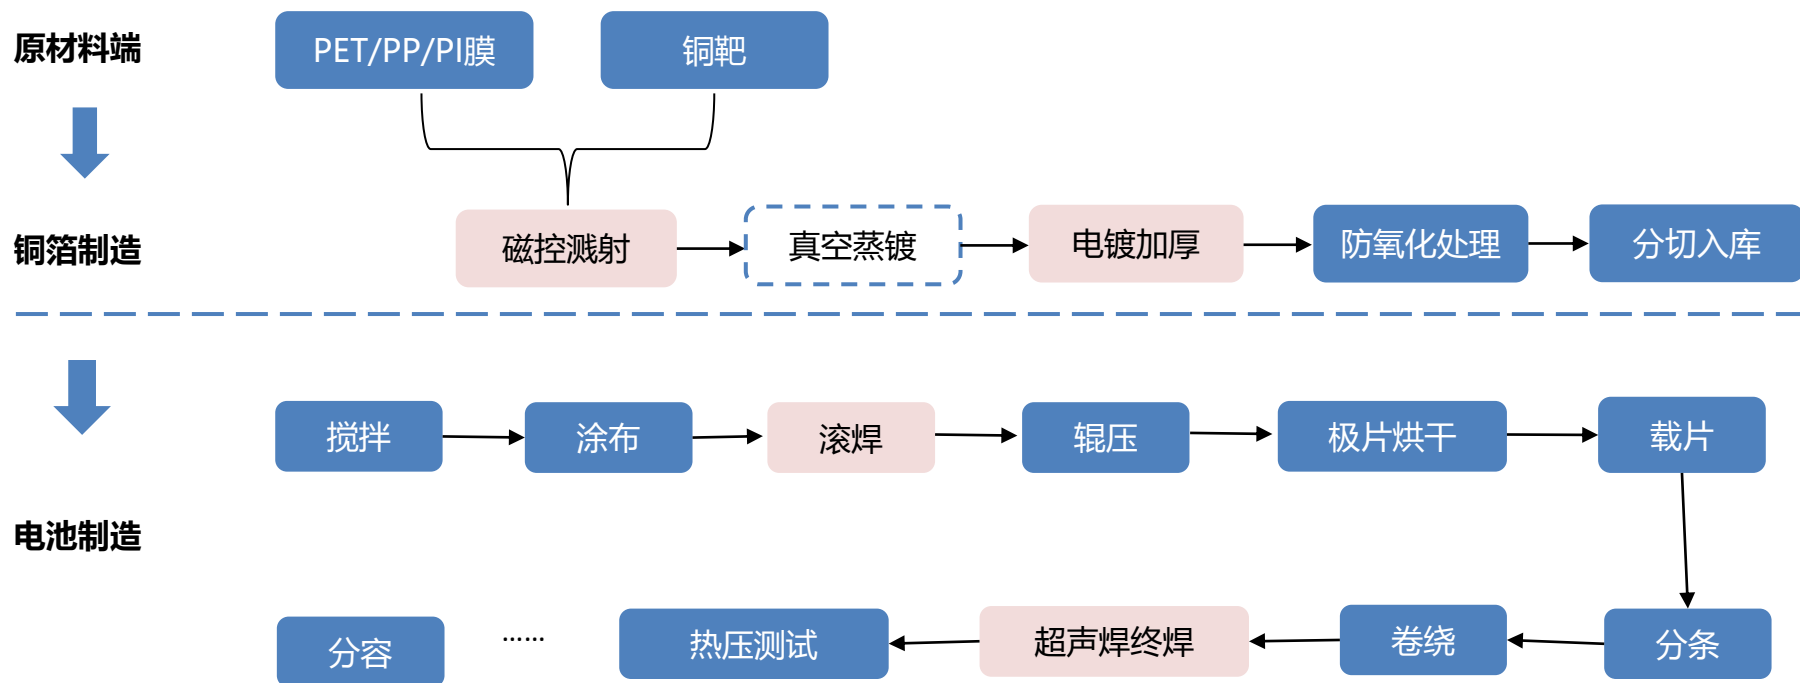 原材料端
PET/PP/PI膜
铜靶
铜箔制造
磁控溅射
真空蒸镀
电镀加厚
防氧化处理
分切入库
搅拌
涂布
滚焊
辊压
极片烘干
载片
电池制造
分容
……
热压测试
超声焊终焊
卷绕
分条